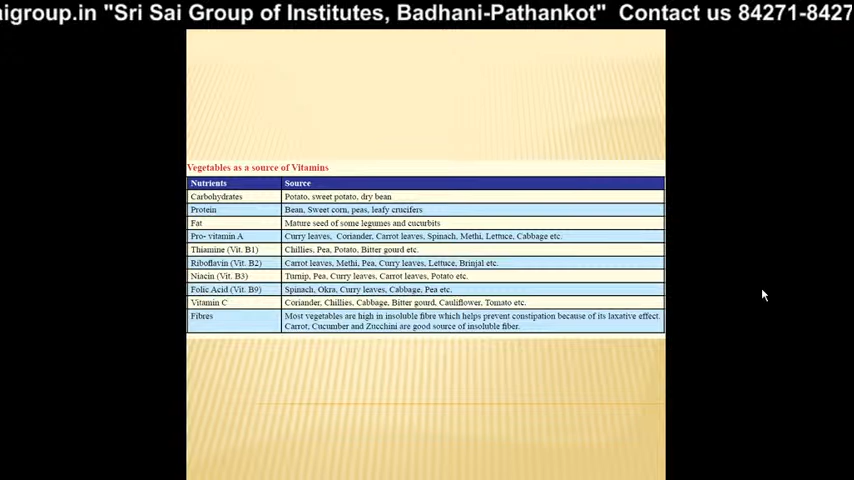 aigroup.in "Sri Sai Group of Institutes, Badhani-Pathankot"  Contact us 84271-8427
Vegetables as a source of Vitamins
Nutrients Source
Carbohydrates Potato, sweet potato, dry bean
Protein Bean, Sweet corn, peas, leafy crucifers
Fat Mature seed of some legumes and cucurbits
Pro- vitamin A Curry leaves, Coriander, Carrot leaves, Spinach, Methi, Lettuce, Cabbage etc.
Thiamine (Vit. B1) Chillies, Pea, Potato, Bitter gourd etc.
Riboflavin (Vit. B2) Carrot leaves, Methi, Pea, Curry leaves, Lettuce, Brinjal etc.
Niacin (Vit. B3) Turnip, Pea, Curry leaves, Carrot leaves, Potato etc.
Folic Acid (Vit. B9) Spinach, Okra, Curry leaves, Cabbage, Pea etc.
Vitamin C Coriander, Chillies, Cabbage, Bitter gourd, Cauliflower, Tomato etc.
Fibres Most vegetables are high in insoluble fibre which helps prevent constipation because of its laxative effect.
Carrot, Cucumber and Zucchini are good source of insoluble fiber.